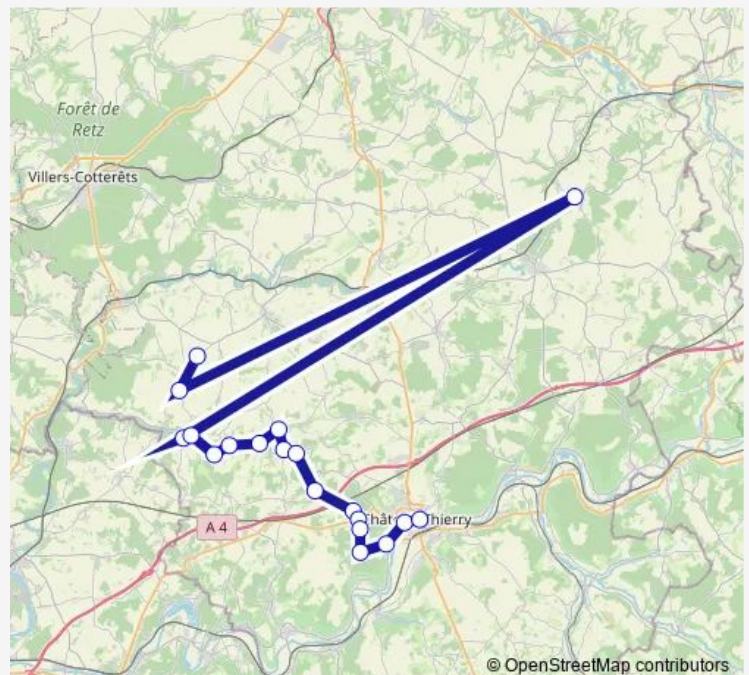 Forêt de
Retz
Villers-Cotterêts
A 4
Thierry
© OpenStreetMap contributors